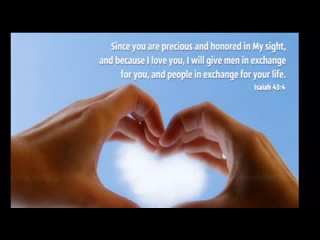 Since you are precious and honored in My sight,
and because I love you, I will give men in exchange
for you, and people in exchange for your life.
Isaiah 43:4